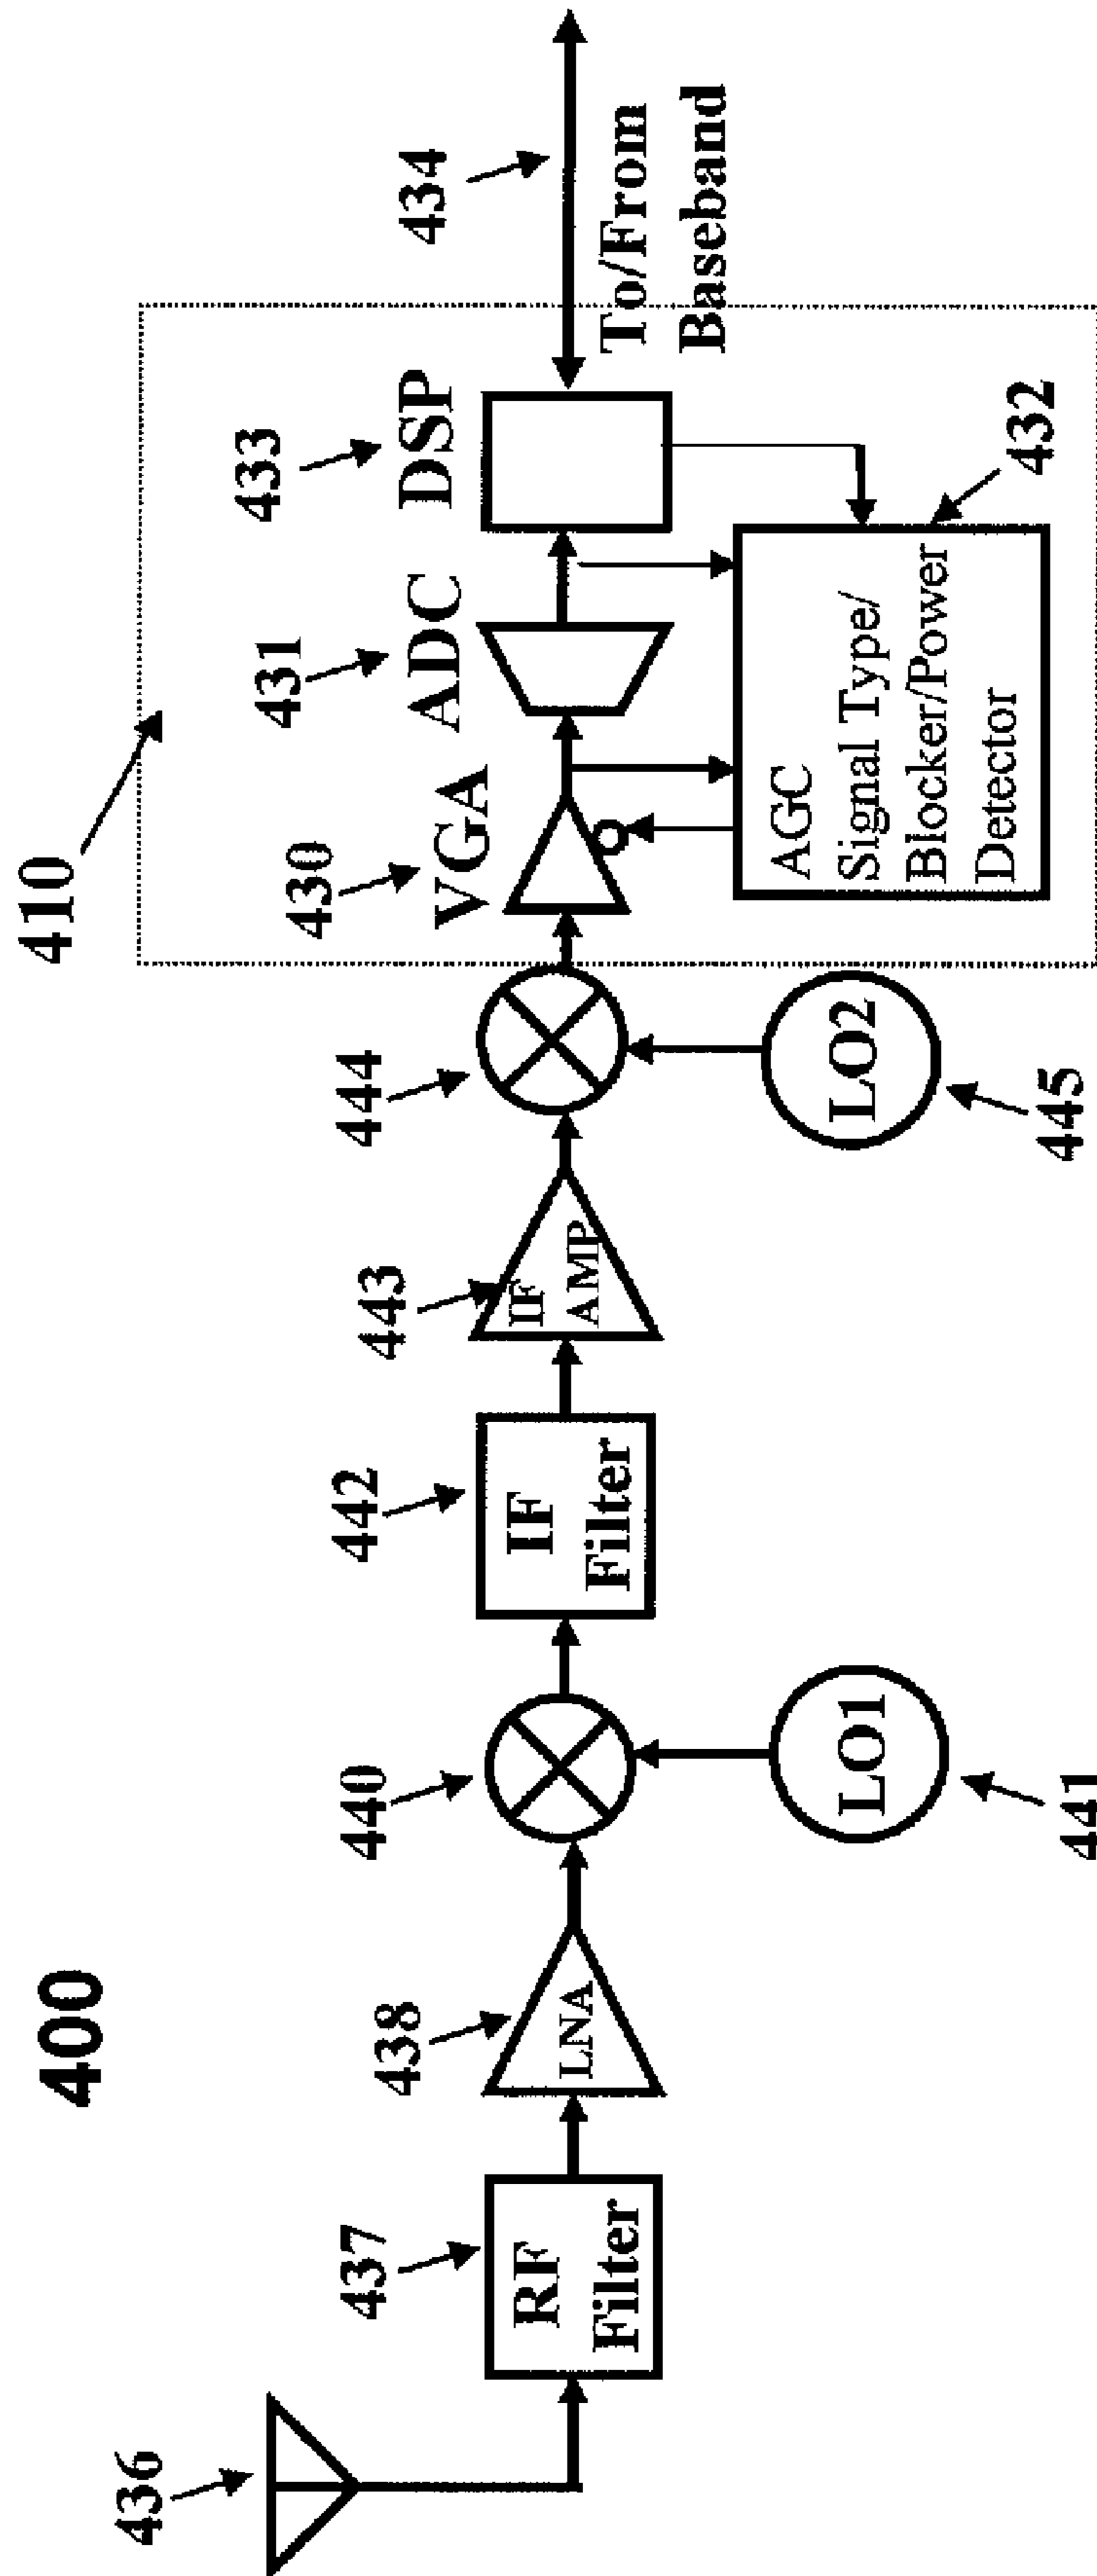 400
410
436
437
RF
Filter
438
LNA
440
LO1
441
442
IF
Filter
443
IF
AMP
444
LO2
445
430
VGA
431
ADC
433
DSP
434
To/From
Baseband
AGC
Signal Type/
Blocker/Power
Detector
432